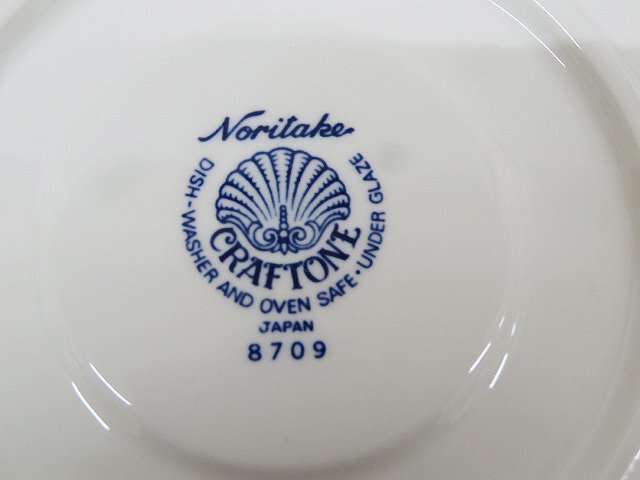 Noritake
CRAFTONE
DISH-WASHER AND OVEN SAFE·UNDER GLAZE
JAPAN
8709